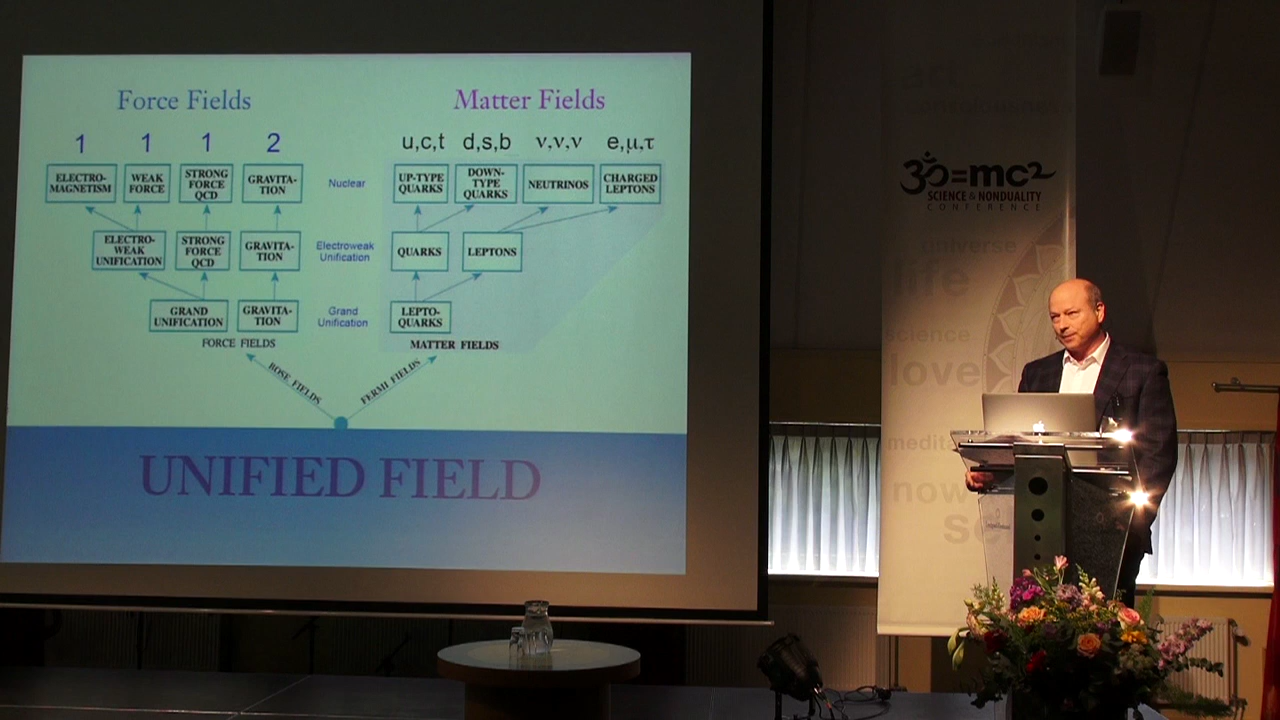 Force Fields
Matter Fields
1 1 1 2
u,c,t d,s,b ν,ν,ν e,μ,τ
ELECTRO-
MAGNETISM
WEAK
FORCE
STRONG
FORCE
QCD
GRAVITA-
TION
Nuclear
UP-TYPE
QUARKS
DOWN-
TYPE
QUARKS
NEUTRINOS
CHARGED
LEPTONS
ELECTRO-
WEAK
UNIFICATION
STRONG
FORCE
QCD
GRAVITA-
TION
Electroweak
Unification
QUARKS
LEPTONS
GRAND
UNIFICATION
GRAVITA-
TION
Grand
Unification
LEPTO-
QUARKS
FORCE FIELDS
MATTER FIELDS
BOSE FIELDS
FERMI FIELDS
UNIFIED FIELD
art
consciousness
ॐ=mc2
SCIENCE & NONDUALITY
CONFERENCE
universe
life
science
love
medita
now